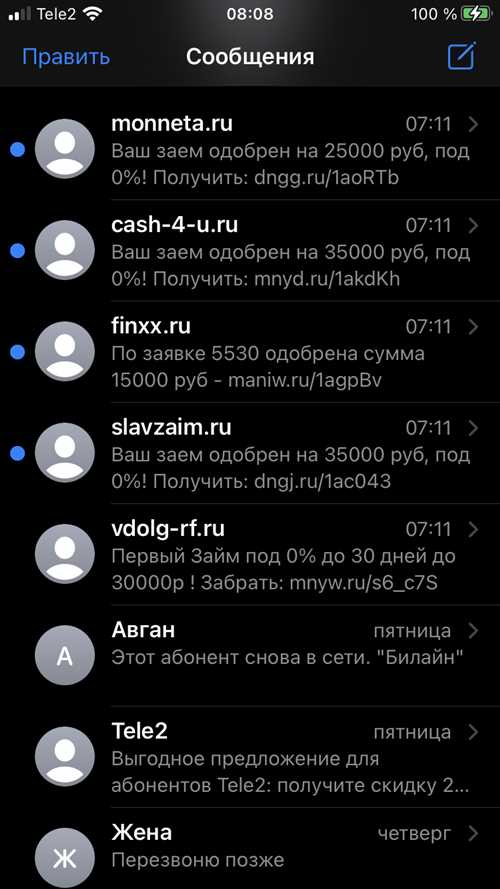 Tele2 08:08 100 %
Править Сообщения
monneta.ru 07:11
Ваш заем одобрен на 25000 руб, под
0%! Получить: dngg.ru/1aoRTb
cash-4-u.ru 07:11
Ваш заем одобрен на 35000 руб, под
0%! Получить: mnyd.ru/1akdKh
finxx.ru 07:11
По заявке 5530 одобрена сумма
15000 руб - maniw.ru/1agpBv
slavzaim.ru 07:11
Ваш заем одобрен на 35000 руб, под
0%! Получить: dngj.ru/1ac043
vdolg-rf.ru 07:11
Первый Займ под 0% до 30 дней до
30000р ! Забрать: mnyw.ru/s6_c7S
А
Авган пятница
Этот абонент снова в сети. "Билайн"
Tele2 пятница
Выгодное предложение для
абонентов Tele2: получите скидку 2...
Ж
Жена четверг
Перезвоню позже